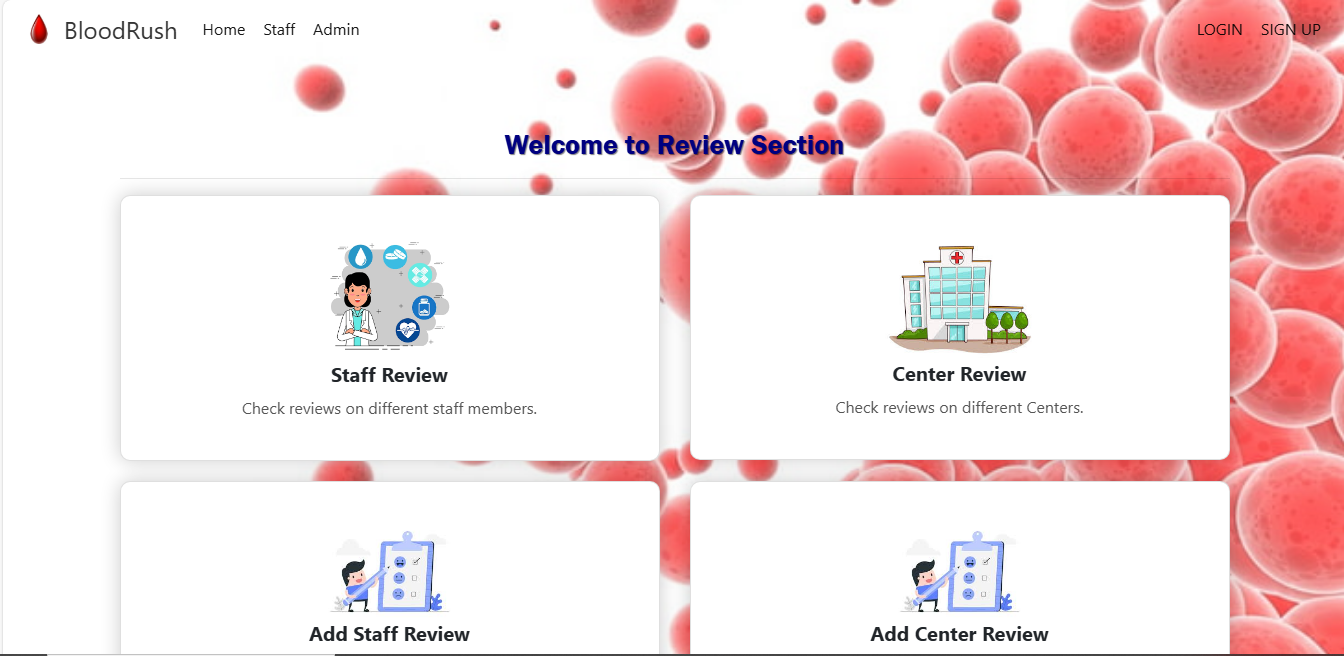 BloodRush Home Staff Admin LOGIN SIGN UP
Welcome to Review Section
Staff Review
Check reviews on different staff members.
Center Review
Check reviews on different Centers.
Add Staff Review
Add Center Review